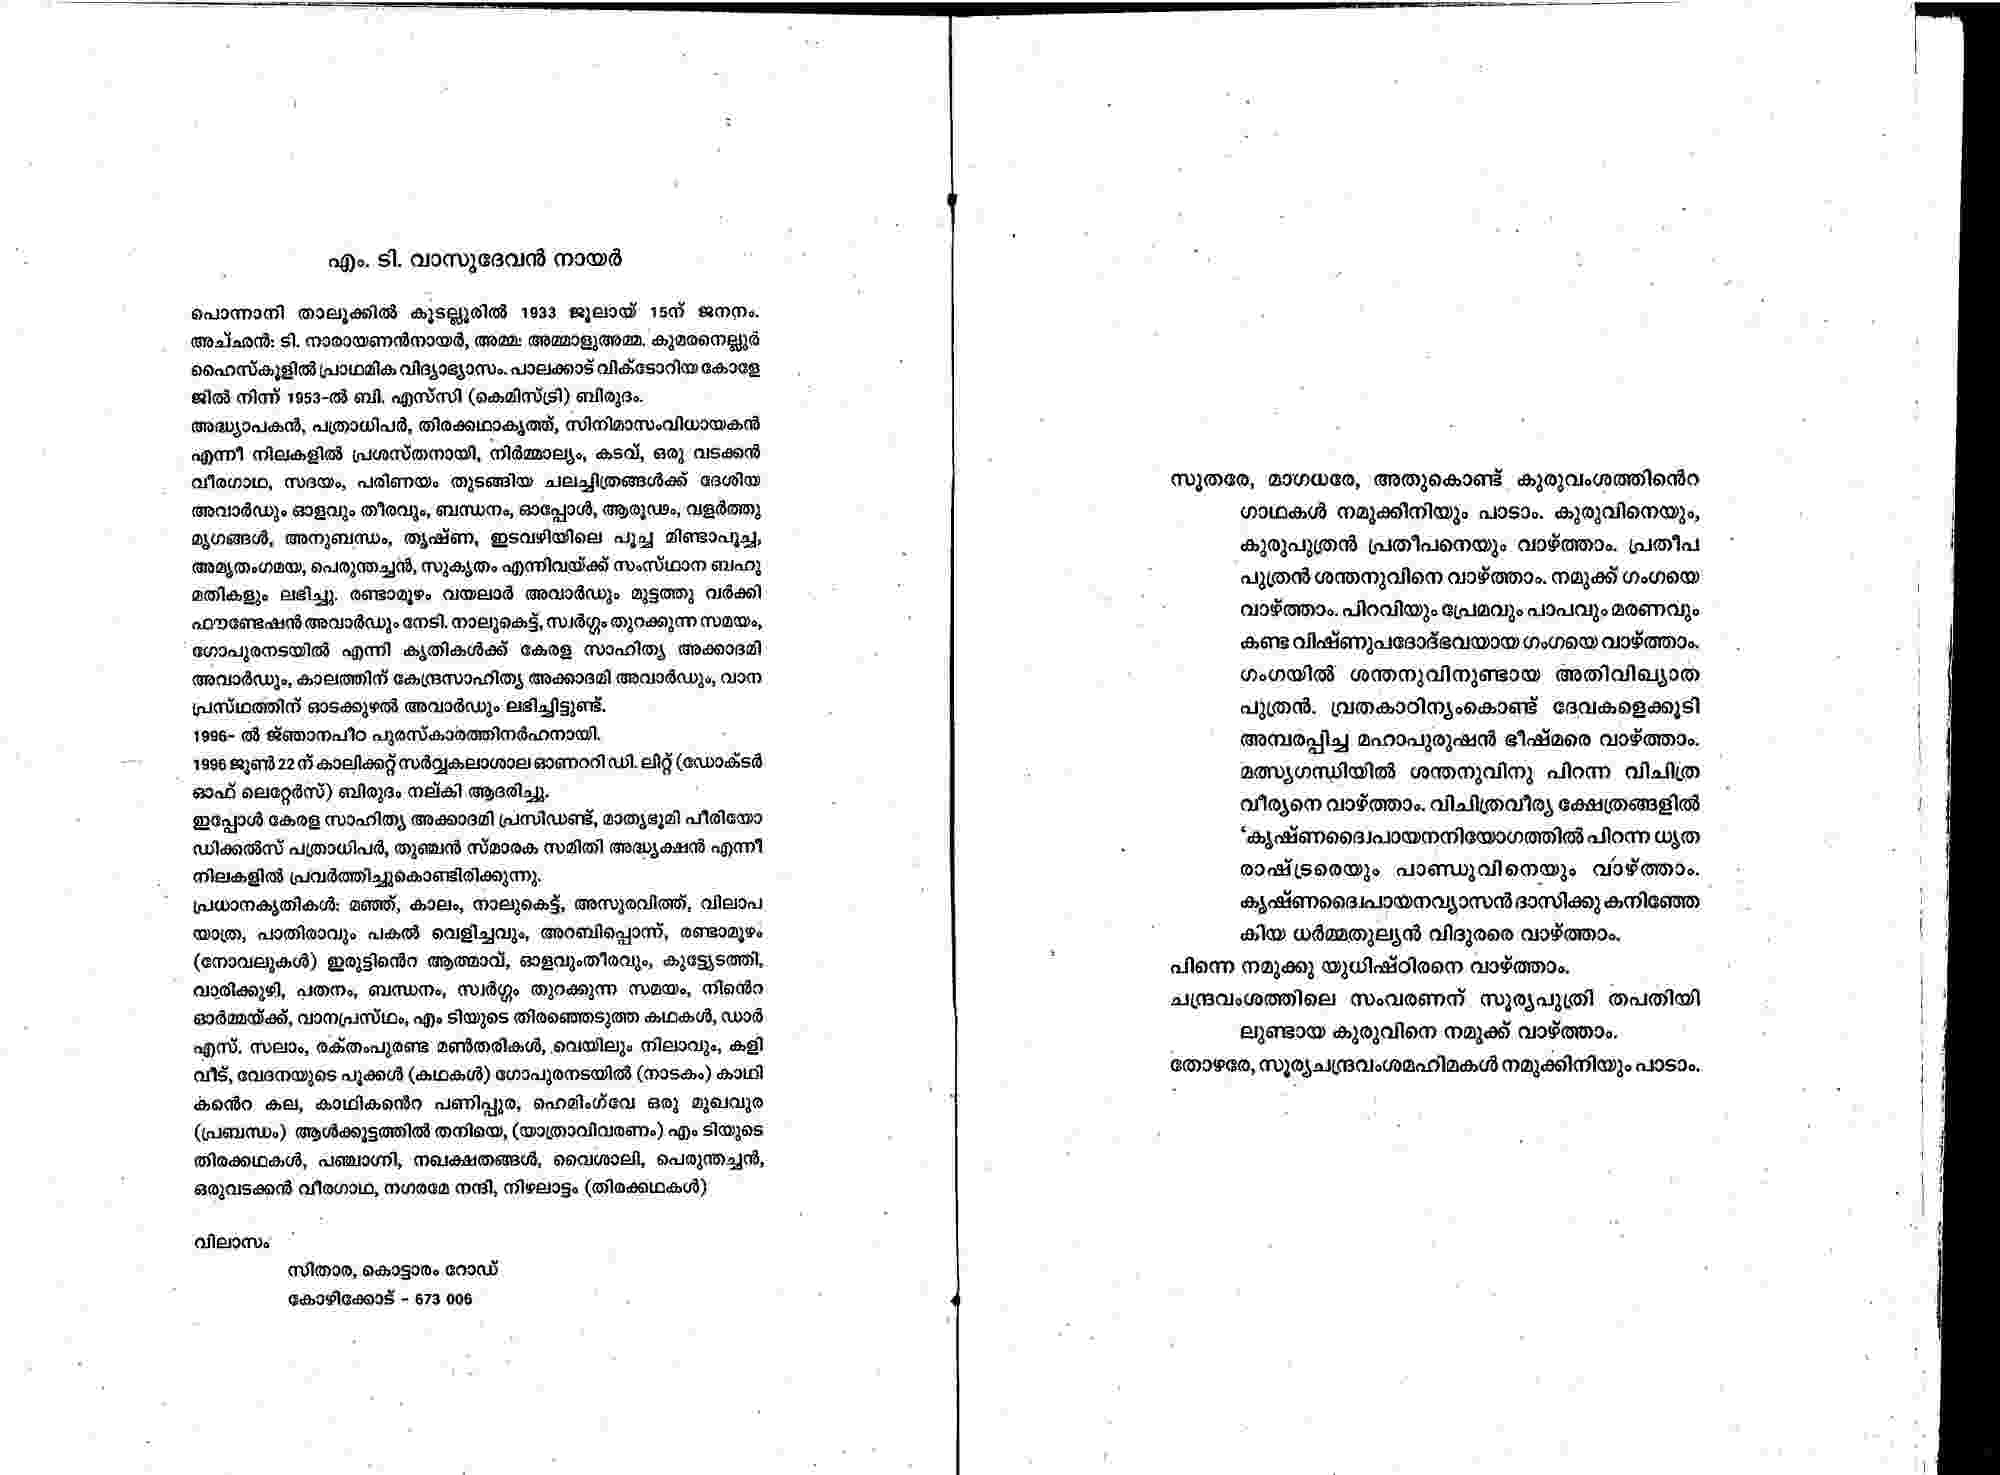 എം. ടി. വാസുദേവൻ നായർ
പൊന്നാനി താലൂക്കിൽ കൂടല്ലൂരിൽ 1933 ജൂലായ് 15ന് ജനനം.
അച്ഛൻ: ടി. നാരായണൻനായർ, അമ്മ: അമ്മാളുഅമ്മ. കുമരനെല്ലൂർ
ഹൈസ്കൂളിൽ പ്രാഥമിക വിദ്യാഭ്യാസം. പാലക്കാട് വിക്ടോറിയ കോളേ
ജിൽ നിന്ന് 1953-ൽ ബി. എസ്സി (കെമിസ്ട്രി) ബിരുദം.
അദ്ധ്യാപകൻ, പത്രാധിപർ, തിരക്കഥാകൃത്ത്, സിനിമാസംവിധായകൻ
എന്നീ നിലകളിൽ പ്രശസ്തനായി, നിർമ്മാല്യം, കടവ്, ഒരു വടക്കൻ
വീരഗാഥ, സദയം, പരിണയം തുടങ്ങിയ ചലച്ചിത്രങ്ങൾക്ക് ദേശിയ
അവാർഡും ഓളവും തീരവും, ബന്ധനം, ഓപ്പോൾ, ആരൂഢം, വളർത്തു
മൃഗങ്ങൾ, അനുബന്ധം, തൃഷ്ണ, ഇടവഴിയിലെ പൂച്ച മിണ്ടാപൂച്ച,
അമൃതംഗമയ, പെരുന്തച്ചൻ, സുകൃതം എന്നിവയ്ക്ക് സംസ്ഥാന ബഹു
മതികളും ലഭിച്ചു. രണ്ടാമൂഴം വയലാർ അവാർഡും മുട്ടത്തു വർക്കി
ഫൗണ്ടേഷൻ അവാർഡും നേടി. നാലുകെട്ട്, സ്വർഗ്ഗം തുറക്കുന്ന സമയം,
ഗോപുരനടയിൽ എന്നി കൃതികൾക്ക് കേരള സാഹിത്യ അക്കാദമി
അവാർഡും, കാലത്തിന് കേന്ദ്രസാഹിത്യ അക്കാദമി അവാർഡും, വാന
പ്രസ്ഥത്തിന് ഓടക്കുഴൽ അവാർഡും ലഭിച്ചിട്ടുണ്ട്.
1996- ൽ ജ്ഞാനപീഠ പുരസ്കാരത്തിനർഹനായി.
1996 ജൂൺ 22 ന് കാലിക്കറ്റ് സർവ്വകലാശാല ഓണററി ഡി. ലിറ്റ് (ഡോക്ടർ
ഓഫ് ലെറ്റേർസ്) ബിരുദം നല്കി ആദരിച്ചു.
ഇപ്പോൾ കേരള സാഹിത്യ അക്കാദമി പ്രസിഡണ്ട്, മാതൃഭൂമി പീരിയോ
ഡിക്കൽസ് പത്രാധിപർ, തുഞ്ചൻ സ്മാരക സമിതി അദ്ധ്യക്ഷൻ എന്നീ
നിലകളിൽ പ്രവർത്തിച്ചുകൊണ്ടിരിക്കുന്നു.
പ്രധാനകൃതികൾ: മഞ്ഞ്, കാലം, നാലുകെട്ട്, അസുരവിത്ത്, വിലാപ
യാത്ര, പാതിരാവും പകൽ വെളിച്ചവും, അറബിപ്പൊന്ന്, രണ്ടാമൂഴം
(നോവലുകൾ) ഇരുട്ടിൻെറ ആത്മാവ്, ഓളവുംതീരവും, കുട്ട്യേടത്തി,
വാരിക്കുഴി, പതനം, ബന്ധനം, സ്വർഗ്ഗം തുറക്കുന്ന സമയം, നിൻെറ
ഓർമ്മയ്ക്ക്, വാനപ്രസ്ഥം, എം ടിയുടെ തിരഞ്ഞെടുത്ത കഥകൾ, ഡാർ
എസ്. സലാം, രക്തംപുരണ്ട മൺതരികൾ, വെയിലും നിലാവും, കളി
വീട്, വേദനയുടെ പൂക്കൾ (കഥകൾ) ഗോപുരനടയിൽ (നാടകം) കാഥി
കൻെറ കല, കാഥികൻെറ പണിപ്പുര, ഹെമിംഗ്‌വേ ഒരു മുഖവുര
(പ്രബന്ധം) ആൾക്കൂട്ടത്തിൽ തനിയെ, (യാത്രാവിവരണം) എം ടിയുടെ
തിരക്കഥകൾ, പഞ്ചാഗ്നി, നഖക്ഷതങ്ങൾ, വൈശാലി, പെരുന്തച്ചൻ,
ഒരുവടക്കൻ വീരഗാഥ, നഗരമേ നന്ദി, നിഴലാട്ടം (തിരക്കഥകൾ)
വിലാസം
സിതാര, കൊട്ടാരം റോഡ്
കോഴിക്കോട് - 673 006
സൂതരേ, മാഗധരേ, അതുകൊണ്ട് കുരുവംശത്തിൻെറ
ഗാഥകൾ നമുക്കിനിയും പാടാം. കുരുവിനെയും,
കുരുപുത്രൻ പ്രതീപനെയും വാഴ്ത്താം. പ്രതീപ
പുത്രൻ ശന്തനുവിനെ വാഴ്ത്താം. നമുക്ക് ഗംഗയെ
വാഴ്ത്താം. പിറവിയും പ്രേമവും പാപവും മരണവും
കണ്ട വിഷ്ണുപദോദ്ഭവയായ ഗംഗയെ വാഴ്ത്താം.
ഗംഗയിൽ ശന്തനുവിനുണ്ടായ അതിവിഖ്യാത
പുത്രൻ. വ്രതകാഠിന്യംകൊണ്ട് ദേവകളെക്കൂടി
അമ്പരപ്പിച്ച മഹാപുരുഷൻ ഭീഷ്മരെ വാഴ്ത്താം.
മത്സ്യഗന്ധിയിൽ ശന്തനുവിനു പിറന്ന വിചിത്ര
വീര്യനെ വാഴ്ത്താം. വിചിത്രവീര്യ ക്ഷേത്രങ്ങളിൽ
‘കൃഷ്ണദ്വൈപായനനിയോഗത്തിൽ പിറന്ന ധൃത
രാഷ്ട്രരെയും പാണ്ഡുവിനെയും വാഴ്ത്താം.
കൃഷ്ണദ്വൈപായനവ്യാസൻ ദാസിക്കു കനിഞ്ഞേ
കിയ ധർമ്മതുല്യൻ വിദുരരെ വാഴ്ത്താം.
പിന്നെ നമുക്കു യുധിഷ്ഠിരനെ വാഴ്ത്താം.
ചന്ദ്രവംശത്തിലെ സംവരണന് സൂര്യപുത്രി തപതിയി
ലുണ്ടായ കുരുവിനെ നമുക്ക് വാഴ്ത്താം.
തോഴരേ, സൂര്യചന്ദ്രവംശമഹിമകൾ നമുക്കിനിയും പാടാം.